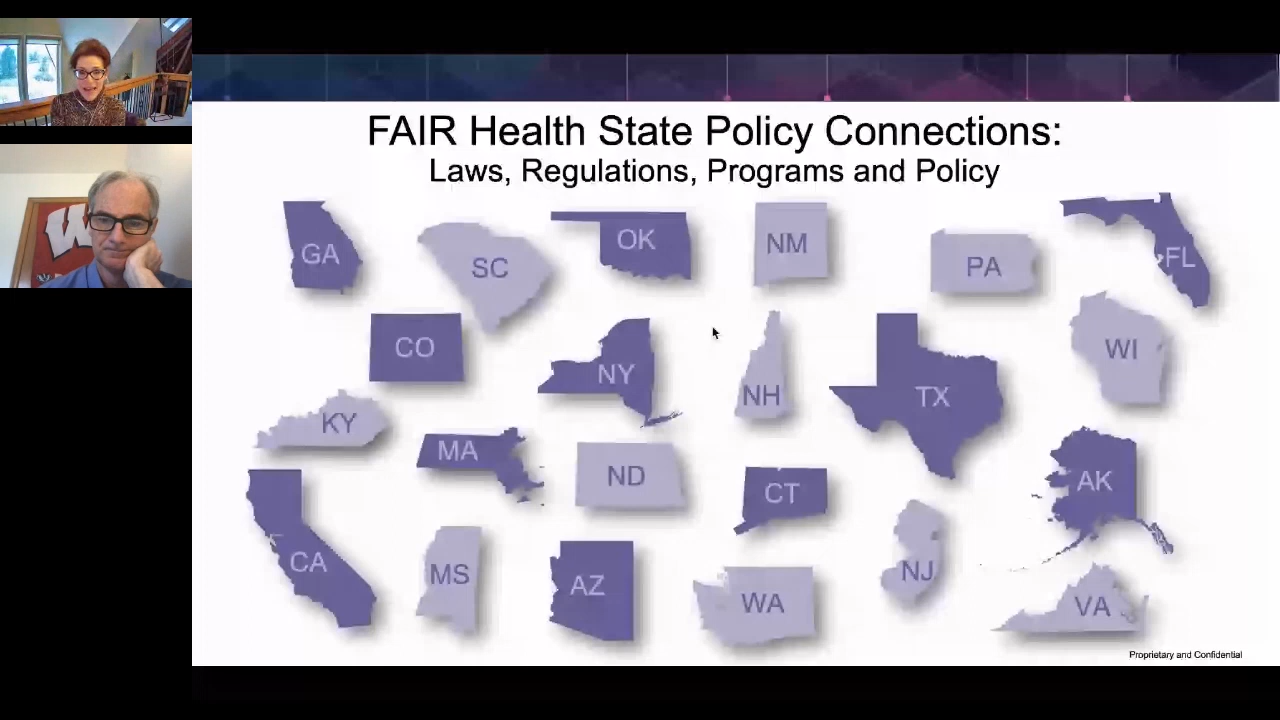 FAIR Health State Policy Connections:
Laws, Regulations, Programs and Policy
GA
SC
OK
NM
PA
FL
CO
NY
NH
TX
WI
KY
MA
ND
CT
AK
CA
MS
AZ
WA
NJ
VA
W
Proprietary and Confidential